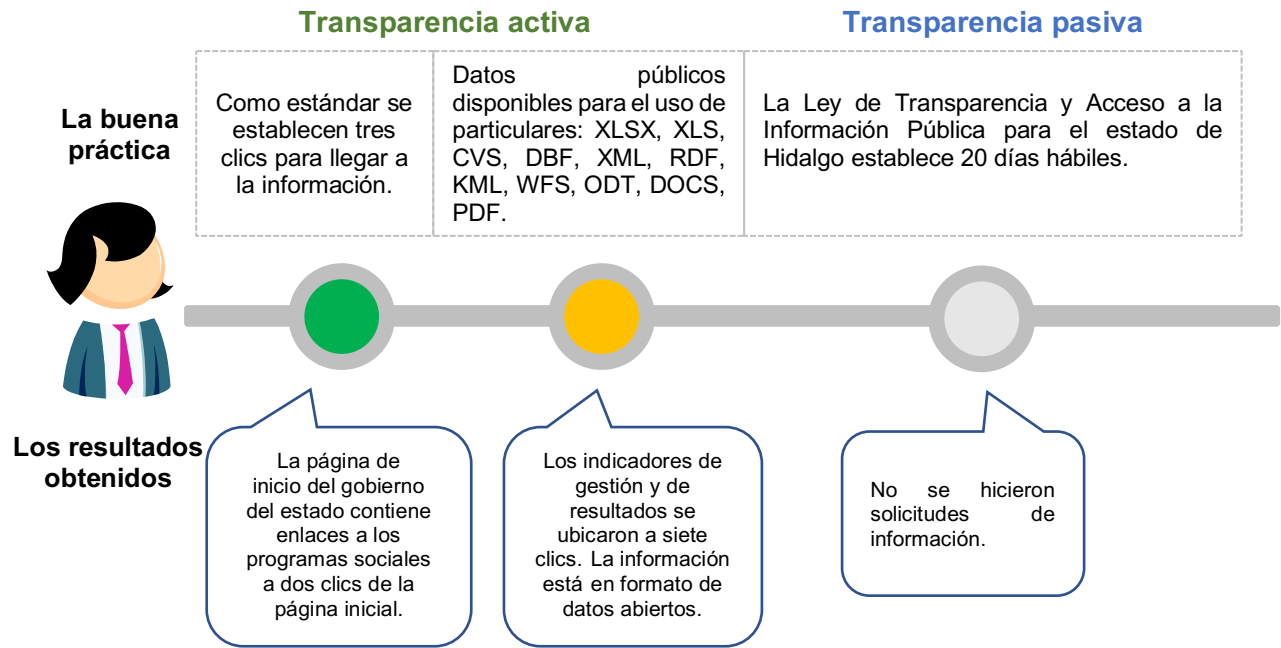 Transparencia activa
Transparencia pasiva
La buena
práctica
Como estándar se
establecen tres
clics para llegar a
la información.
Datos públicos
disponibles para el uso de
particulares: XLSX, XLS,
CVS, DBF, XML, RDF,
KML, WFS, ODT, DOCS,
PDF.
La Ley de Transparencia y Acceso a la
Información Pública para el estado de
Hidalgo establece 20 días hábiles.
Los resultados
obtenidos
La página de
inicio del gobierno
del estado contiene
enlaces a los
programas sociales
a dos clics de la
página inicial.
Los indicadores de
gestión y de
resultados se
ubicaron a siete
clics. La información
está en formato de
datos abiertos.
No se hicieron
solicitudes de
información.